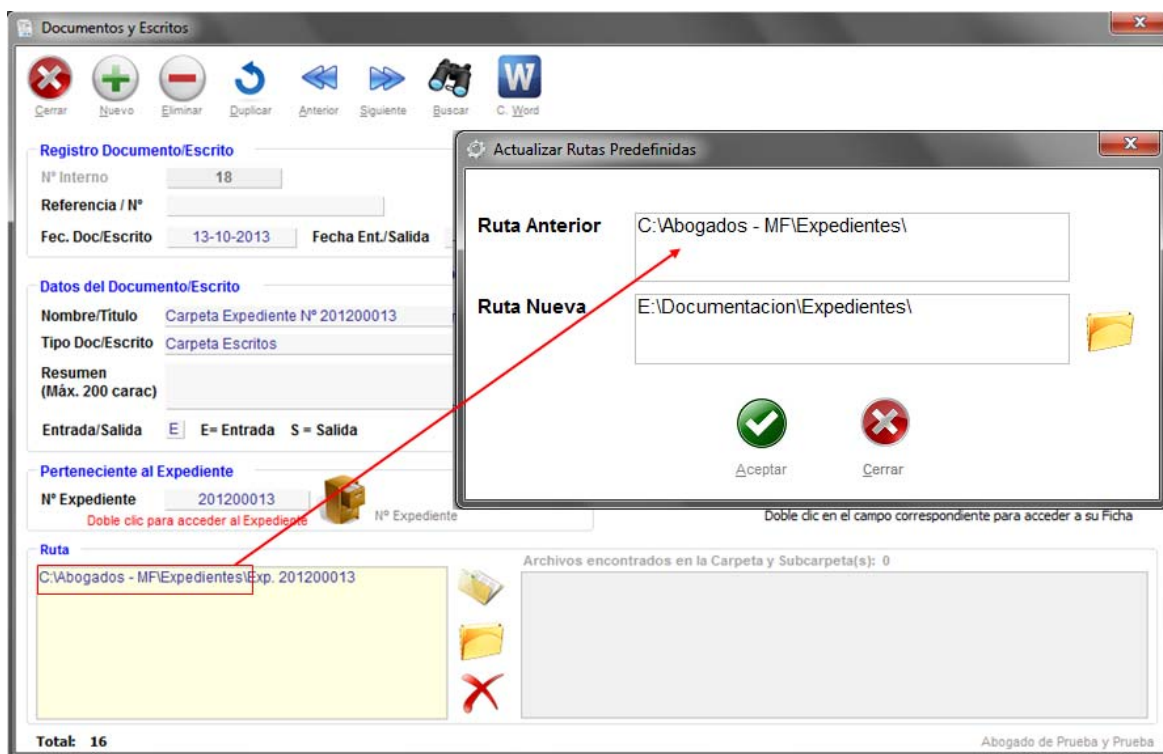 Documentos y Escritos
Cerrar Nuevo Eliminar Duplicar Anterior Siguiente Buscar C. Word
Registro Documento/Escrito
Nº Interno 18
Referencia / Nº
Fec. Doc/Escrito 13-10-2013 Fecha Ent./Salida
Datos del Documento/Escrito
Nombre/Titulo Carpeta Expediente Nº 201200013
Tipo Doc/Escrito Carpeta Escritos
Resumen
(Máx. 200 carac)
Entrada/Salida E E= Entrada S = Salida
Perteneciente al Expediente
Nº Expediente 201200013
Nº Expediente
Doble clic para acceder al Expediente
Actualizar Rutas Predefinidas
Ruta Anterior C:\Abogados - MF\Expedientes\
Ruta Nueva E:\Documentacion\Expedientes\
Aceptar Cerrar
Doble clic en el campo correspondiente para acceder a su Ficha
Ruta
C:\Abogados - MF\Expedientes\Exp. 201200013
Archivos encontrados en la Carpeta y Subcarpeta(s): 0
Total: 16
Abogado de Prueba y Prueba